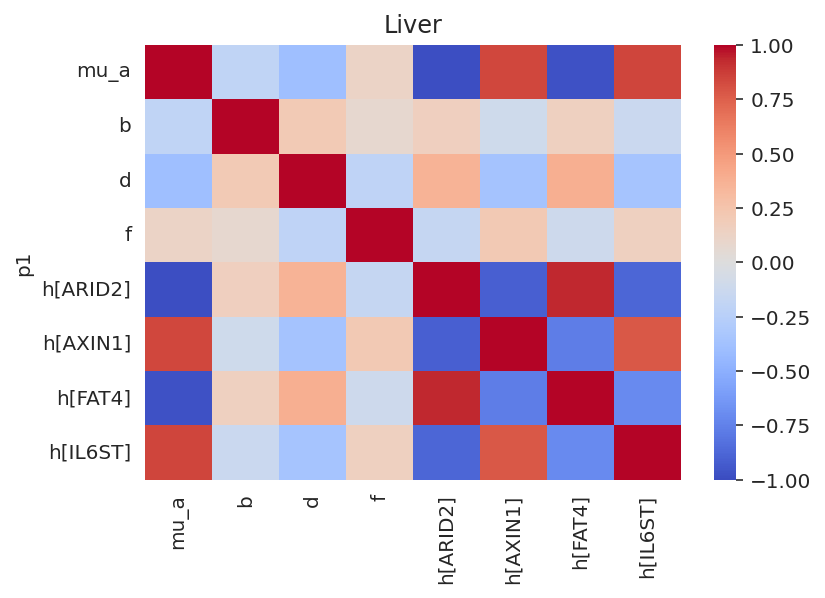 Liver
p1
mu_a
b
d
f
h[ARID2]
h[AXIN1]
h[FAT4]
h[IL6ST]
mu_a
b
d
f
h[ARID2]
h[AXIN1]
h[FAT4]
h[IL6ST]
1.00
0.75
0.50
0.25
0.00
−0.25
−0.50
−0.75
−1.00